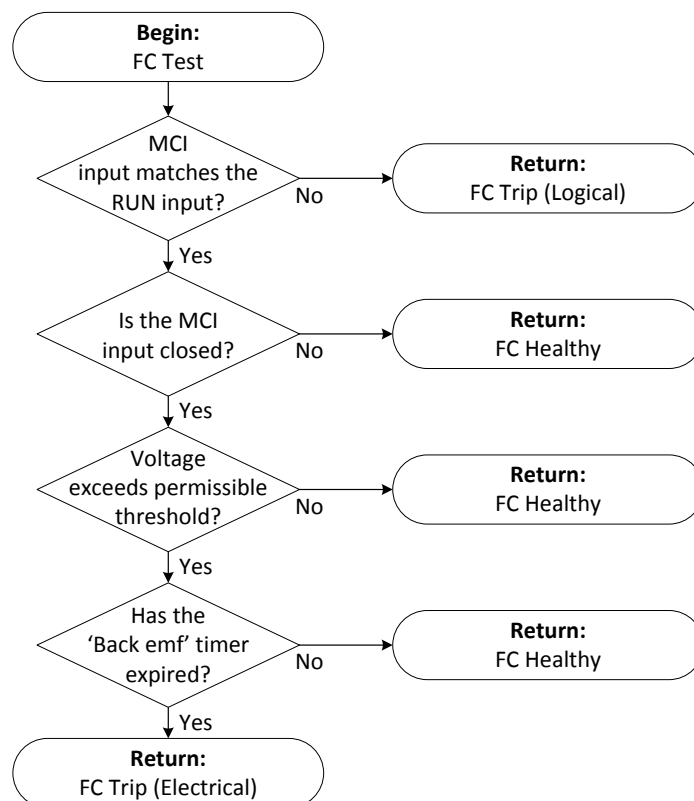 Begin:
FC Test
MCI
input matches the
RUN input?
No
Return:
FC Trip (Logical)
Yes
Is the MCI
input closed?
No
Return:
FC Healthy
Yes
Voltage
exceeds permissible
threshold?
No
Return:
FC Healthy
Yes
Has the
‘Back emf’ timer
expired?
No
Return:
FC Healthy
Yes
Return:
FC Trip (Electrical)